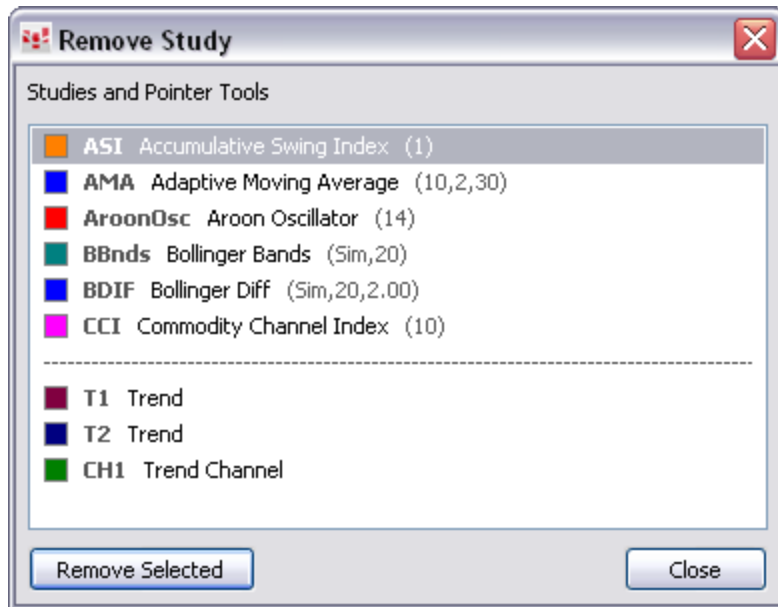 Remove Study
Studies and Pointer Tools
ASI Accumulative Swing Index (1)
AMA Adaptive Moving Average (10,2,30)
AroonOsc Aroon Oscillator (14)
BBnds Bollinger Bands (Sim,20)
BDIF Bollinger Diff (Sim,20,2.00)
CCI Commodity Channel Index (10)
T1 Trend
T2 Trend
CH1 Trend Channel
Remove Selected Close